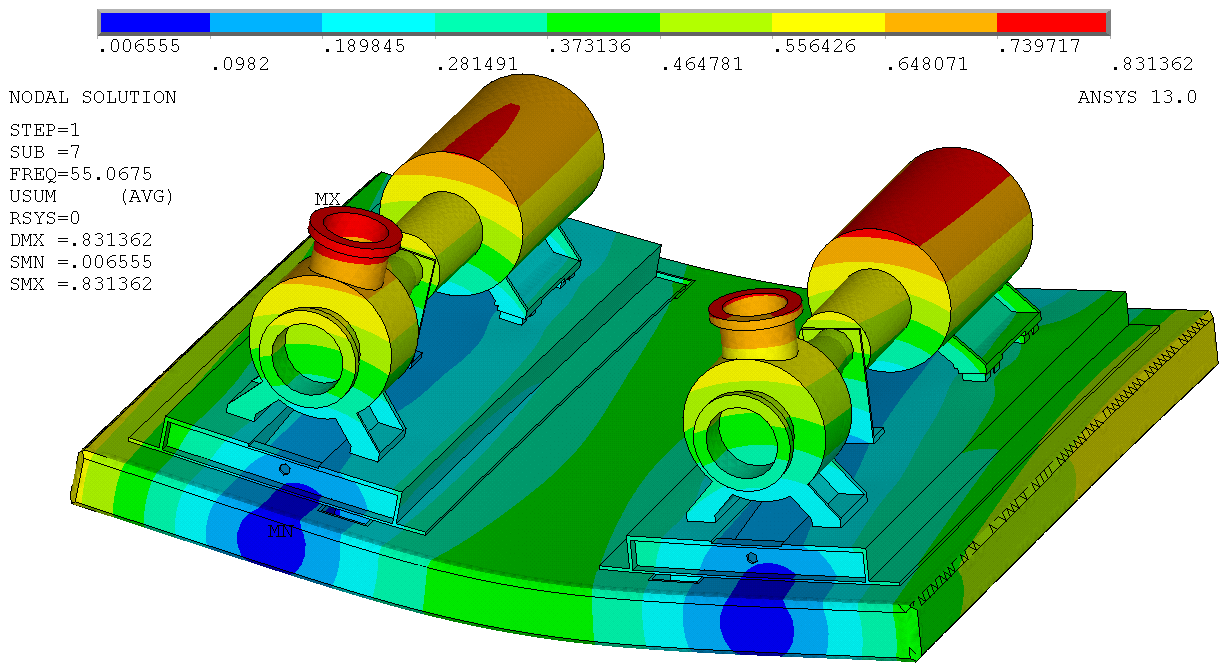 .006555 .189845 .373136 .556426 .739717
.0982 .281491 .464781 .648071 .831362
NODAL SOLUTION
ANSYS 13.0
STEP=1
SUB =7
FREQ=55.0675
USUM (AVG)
RSYS=0
DMX =.831362
SMN =.006555
SMX =.831362
MX
MN